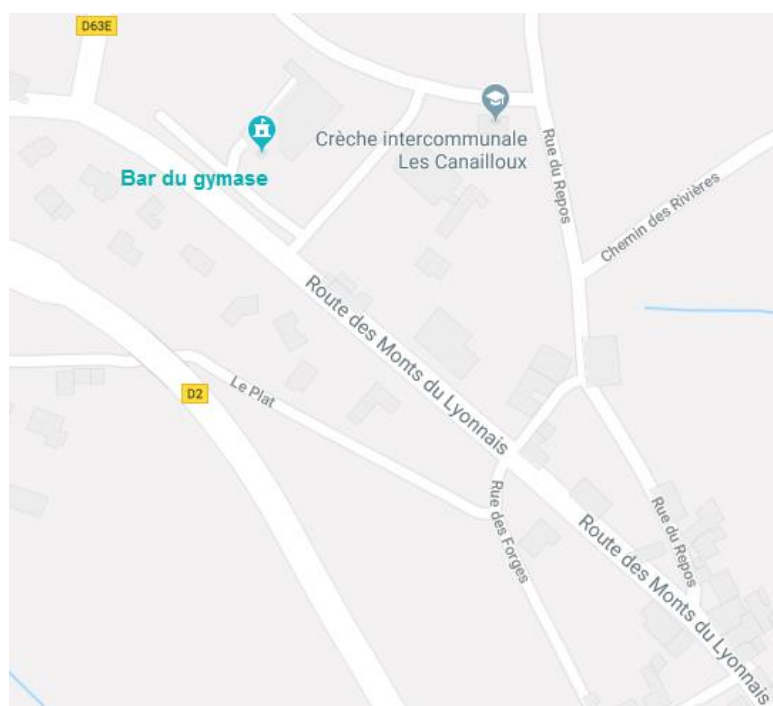 D63E
Crèche intercommunale
Les Canailloux
Bar du gymase
Rue du Repos
Chemin des Rivières
Route des Monts du Lyonnais
Le Plat
D2
Rue des Forges
Route des Monts du Lyonnais
Rue du Repos